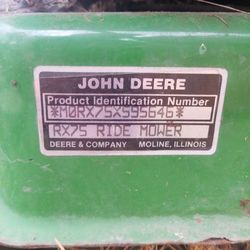 JOHN DEERE
Product Identification Number
*M0RX75X595646*
RX75 RIDE MOWER
DEERE & COMPANY MOLINE, ILLINOIS